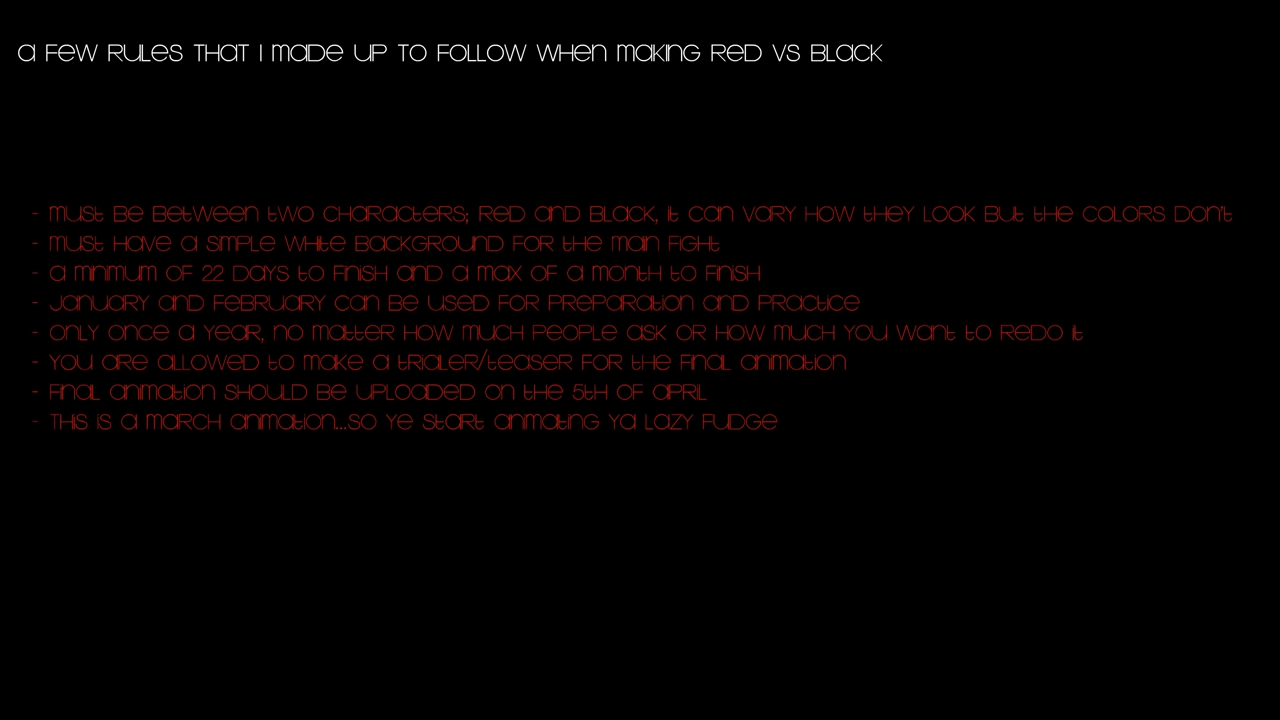 A FEW RULES THAT I MADE UP TO FOLLOW WHEN MAKING RED VS BLACK
- MUST BE BETWEEN TWO CHARACTERS; RED AND BLACK, IT CAN VARY HOW THEY LOOK BUT THE COLORS DON'T
- MUST HAVE A SIMPLE WHITE BACKGROUND FOR THE MAIN FIGHT
- A MINIMUM OF 22 DAYS TO FINISH AND A MAX OF A MONTH TO FINISH
- JANUARY AND FEBRUARY CAN BE USED FOR PREPARATION AND PRACTICE
- ONLY ONCE A YEAR, NO MATTER HOW MUCH PEOPLE ASK OR HOW MUCH YOU WANT TO REDO IT
- YOU ARE ALLOWED TO MAKE A TRIALER/TEASER FOR THE FINAL ANIMATION
- FINAL ANIMATION SHOULD BE UPLOADED ON THE 5TH OF APRIL
- THIS IS A MARCH ANIMATION...SO YE START ANIMATING YA LAZY FUDGE